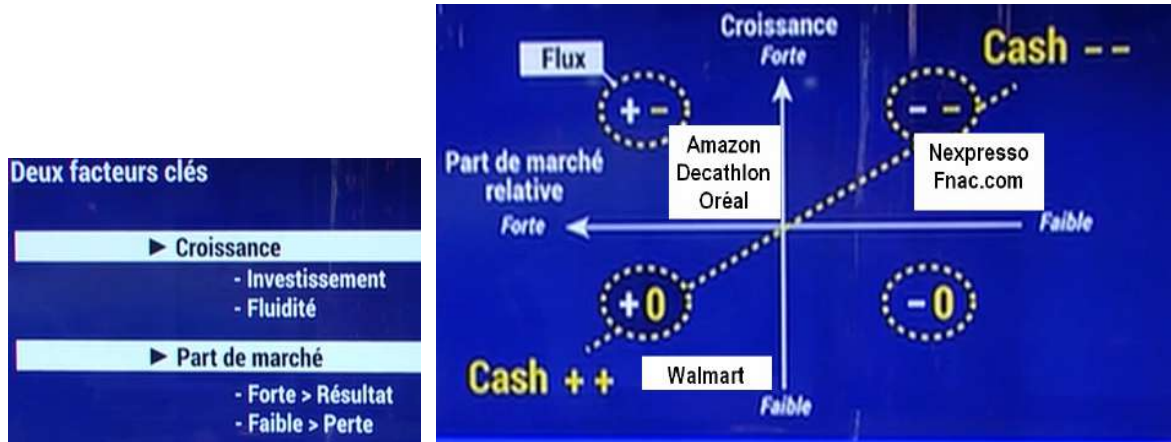 Deux facteurs clés
► Croissance
- Investissement
- Fluidité
► Part de marché
- Forte > Résultat
- Faible > Perte
Croissance
Forte
Cash - -
Flux
+ -
- -
Part de marché
relative
Amazon
Decathlon
Oréal
Nexpresso
Fnac.com
Forte
Faible
+ 0
- 0
Cash + +
Walmart
Faible